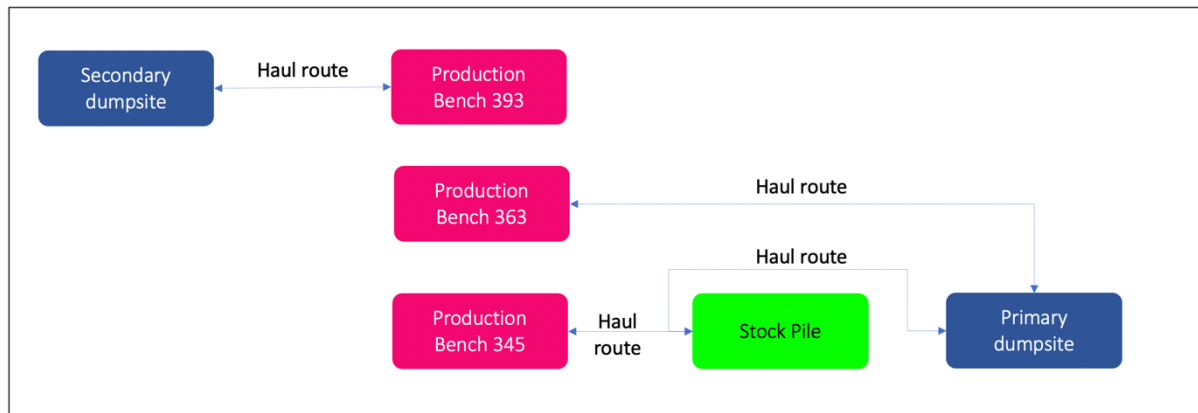 Secondary
dumpsite
Haul route
Production
Bench 393
Production
Bench 363
Haul route
Haul route
Production
Bench 345
Haul
route
Stock Pile
Primary
dumpsite